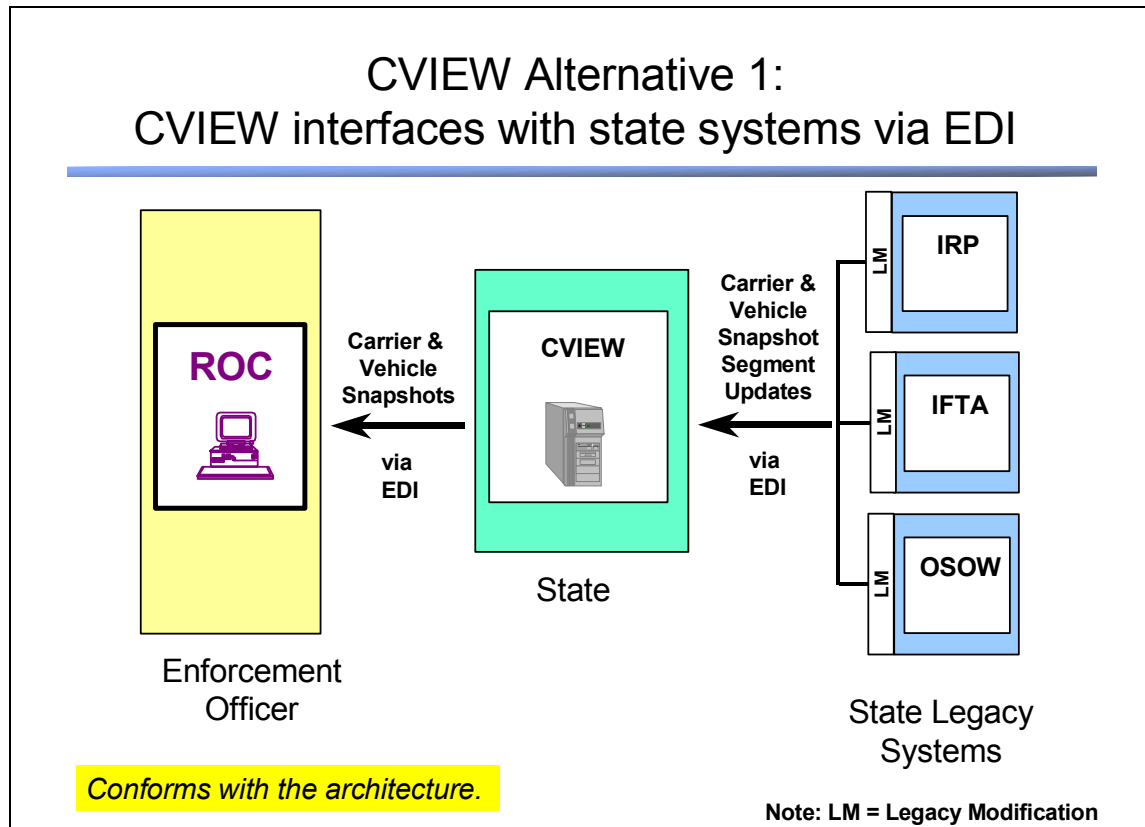 CVIEW Alternative 1:
CVIEW interfaces with state systems via EDI
ROC
Enforcement
Officer
Carrier &
Vehicle
Snapshots
via
EDI
CVIEW
State
Carrier &
Vehicle
Snapshot
Segment
Updates
via
EDI
LM
IRP
LM
IFTA
LM
OSOW
State Legacy
Systems
Conforms with the architecture.
Note: LM = Legacy Modification